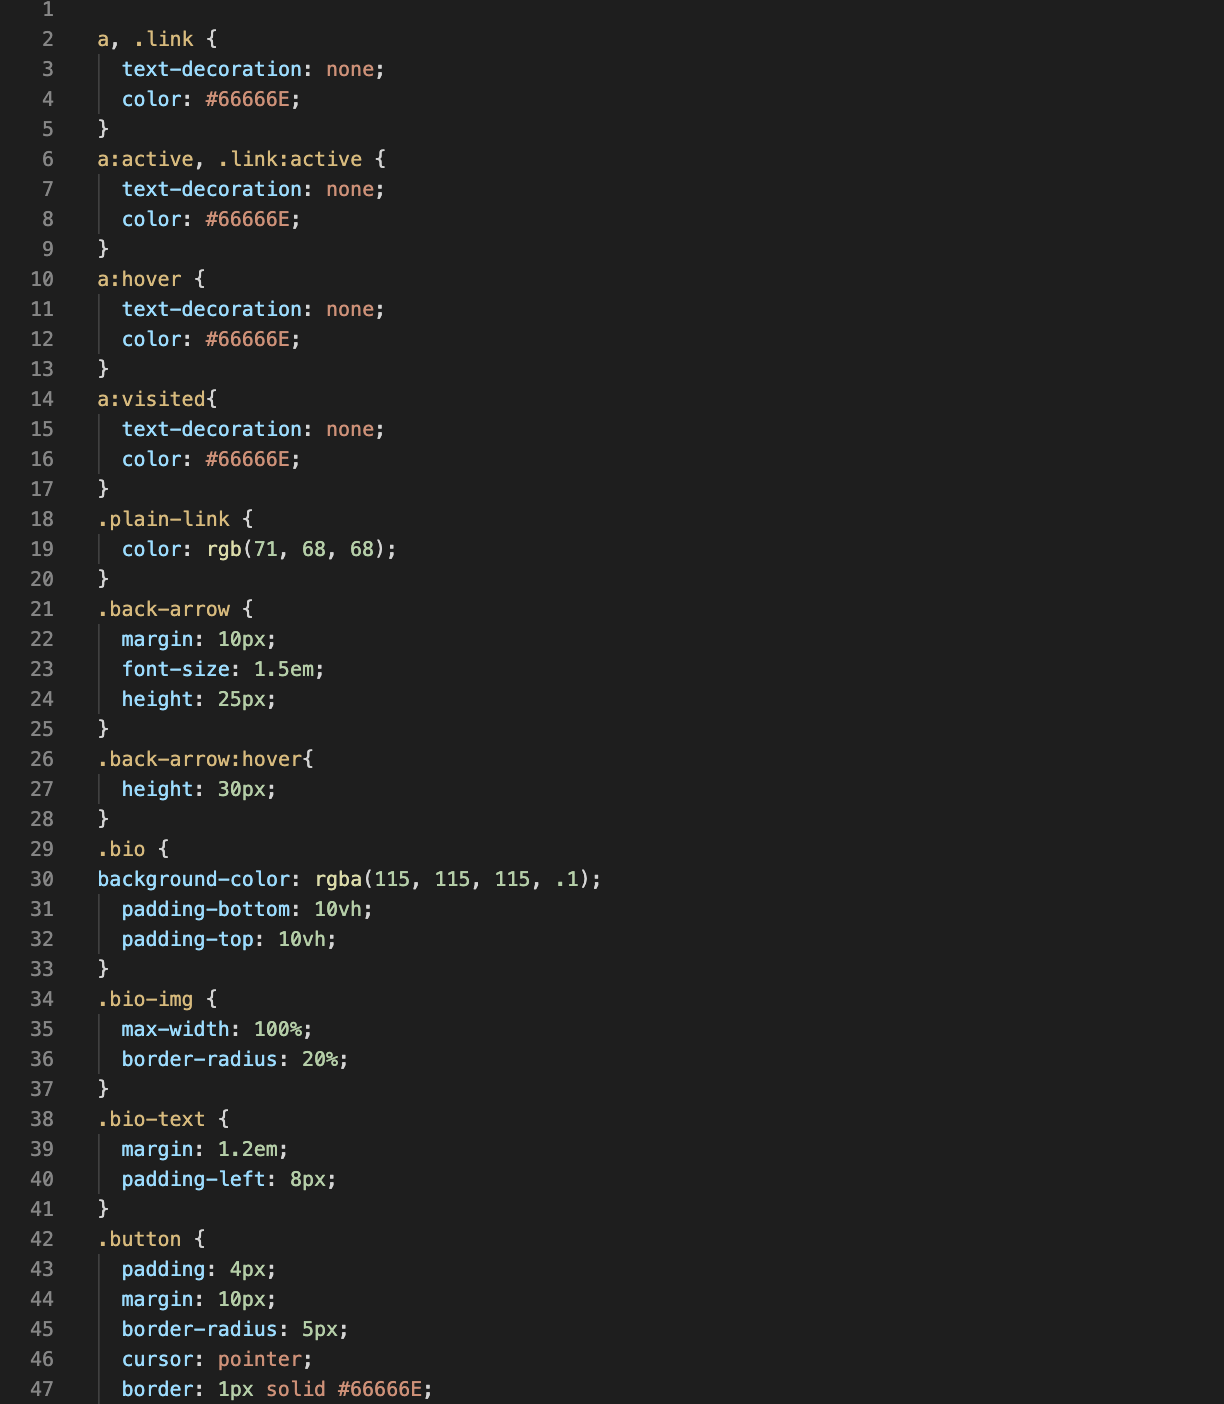 1
2 a, .link {
3 text-decoration: none;
4 color: #66666E;
5 }
6 a:active, .link:active {
7 text-decoration: none;
8 color: #66666E;
9 }
10 a:hover {
11 text-decoration: none;
12 color: #66666E;
13 }
14 a:visited{
15 text-decoration: none;
16 color: #66666E;
17 }
18 .plain-link {
19 color: rgb(71, 68, 68);
20 }
21 .back-arrow {
22 margin: 10px;
23 font-size: 1.5em;
24 height: 25px;
25 }
26 .back-arrow:hover{
27 height: 30px;
28 }
29 .bio {
30 background-color: rgba(115, 115, 115, .1);
31 padding-bottom: 10vh;
32 padding-top: 10vh;
33 }
34 .bio-img {
35 max-width: 100%;
36 border-radius: 20%;
37 }
38 .bio-text {
39 margin: 1.2em;
40 padding-left: 8px;
41 }
42 .button {
43 padding: 4px;
44 margin: 10px;
45 border-radius: 5px;
46 cursor: pointer;
47 border: 1px solid #66666E;